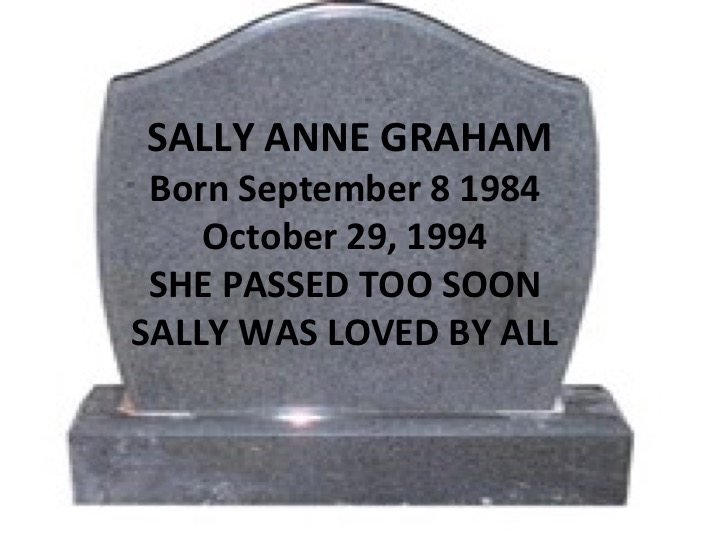 SALLY ANNE GRAHAM
Born September 8 1984
October 29, 1994
SHE PASSED TOO SOON
SALLY WAS LOVED BY ALL